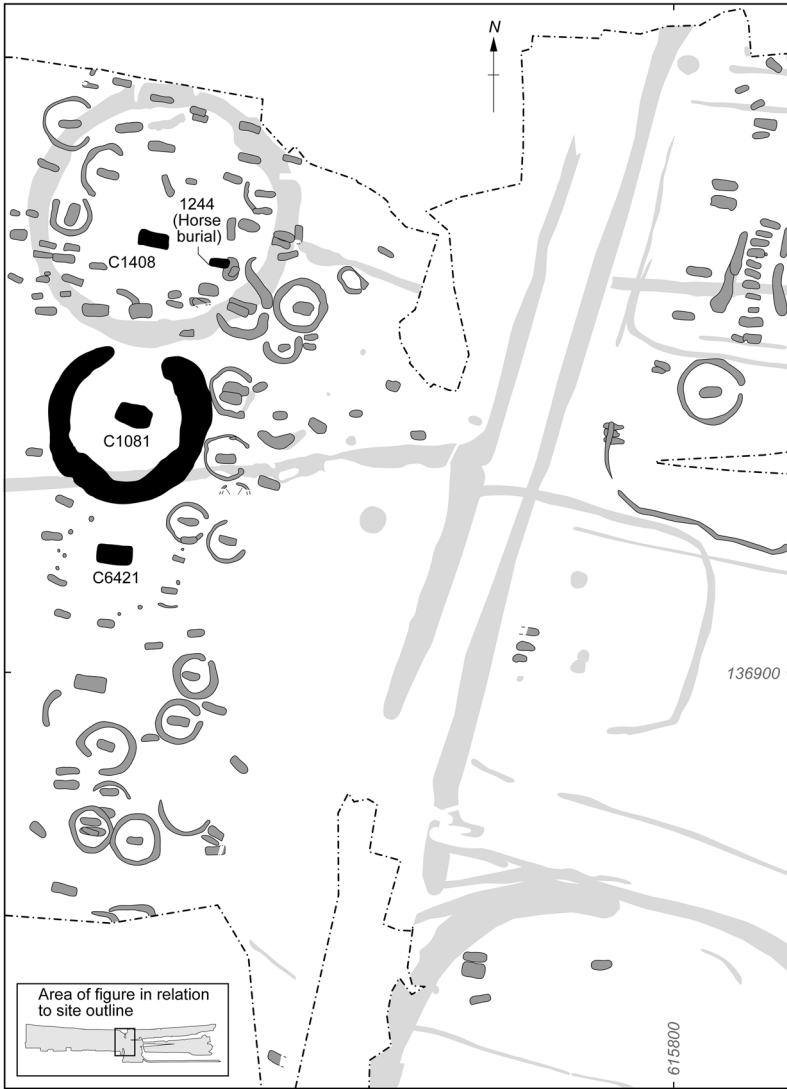 N
1244
(Horse
burial)
C1408
C1081
C6421
136900
Area of figure in relation
to site outline
615800